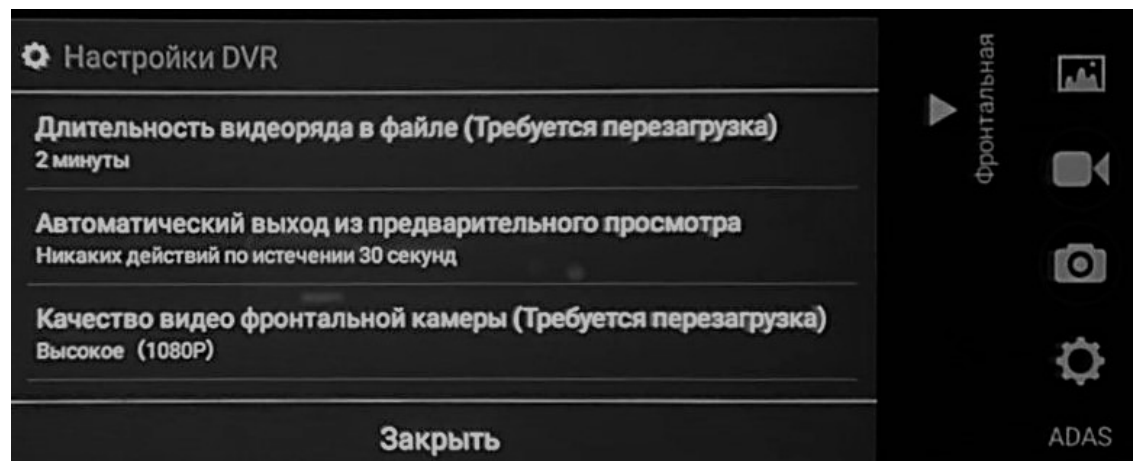 Настройки DVR
Длительность видеоряда в файле (Требуется перезагрузка)
2 минуты
Автоматический выход из предварительного просмотра
Никаких действий по истечении 30 секунд
Качество видео фронтальной камеры (Требуется перезагрузка)
Высокое (1080P)
Закрыть
Фронтальная
ADAS